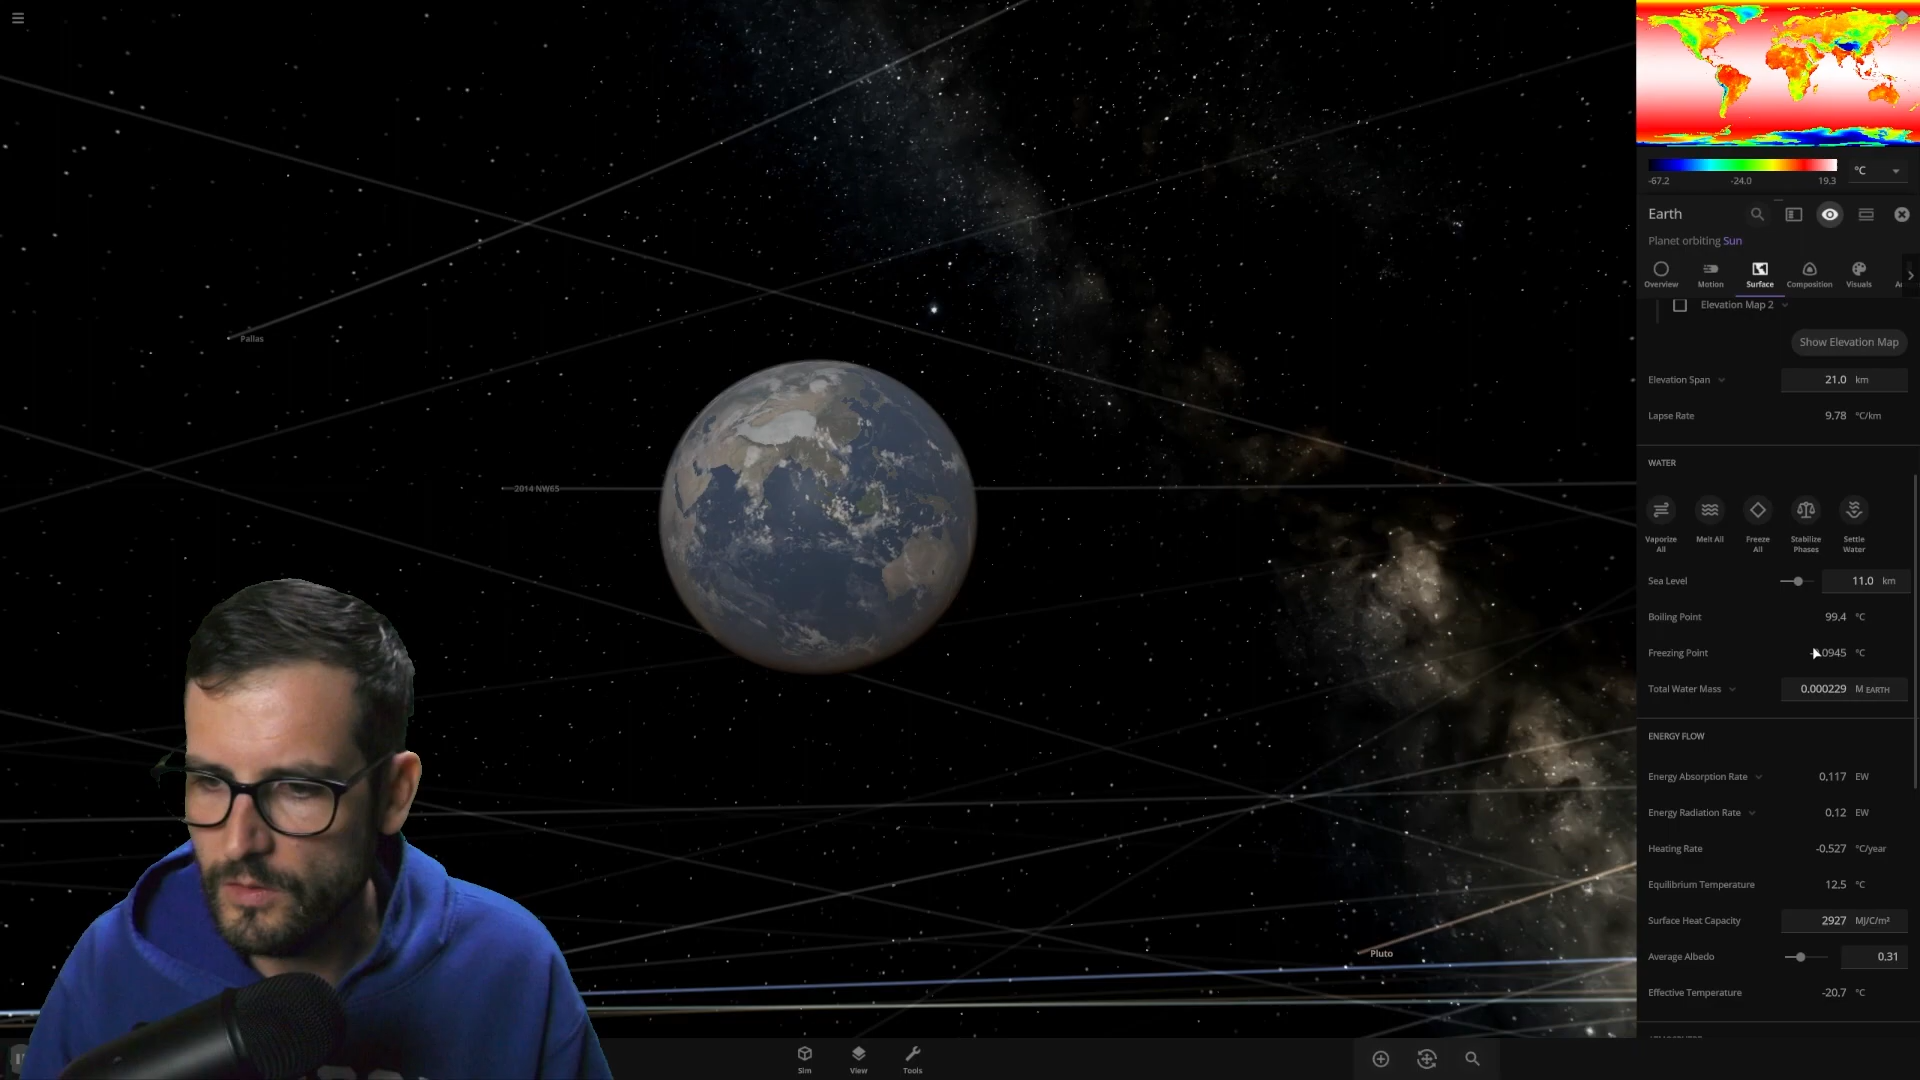 -67.2 -24.0 19.3 °C
Earth
Planet orbiting Sun
Overview Motion Surface Composition Visuals
Elevation Map 2
Show Elevation Map
Elevation Span 21.0 km
Lapse Rate 9.78 °C/km
WATER
Vaporize All Melt All Freeze All Stabilize Phases Settle Water
Sea Level 11.0 km
Boiling Point 99.4 °C
Freezing Point °C
Total Water Mass 0.000229 M EARTH
ENERGY FLOW
Energy Absorption Rate 0.117 EW
Energy Radiation Rate 0.12 EW
Heating Rate -0.527 °C/year
Equilibrium Temperature 12.5 °C
Surface Heat Capacity 2927 MJ/C/m²
Average Albedo 0.31
Effective Temperature -20.7 °C
Pallas
2014 NW65
Pluto
Sim View Tools